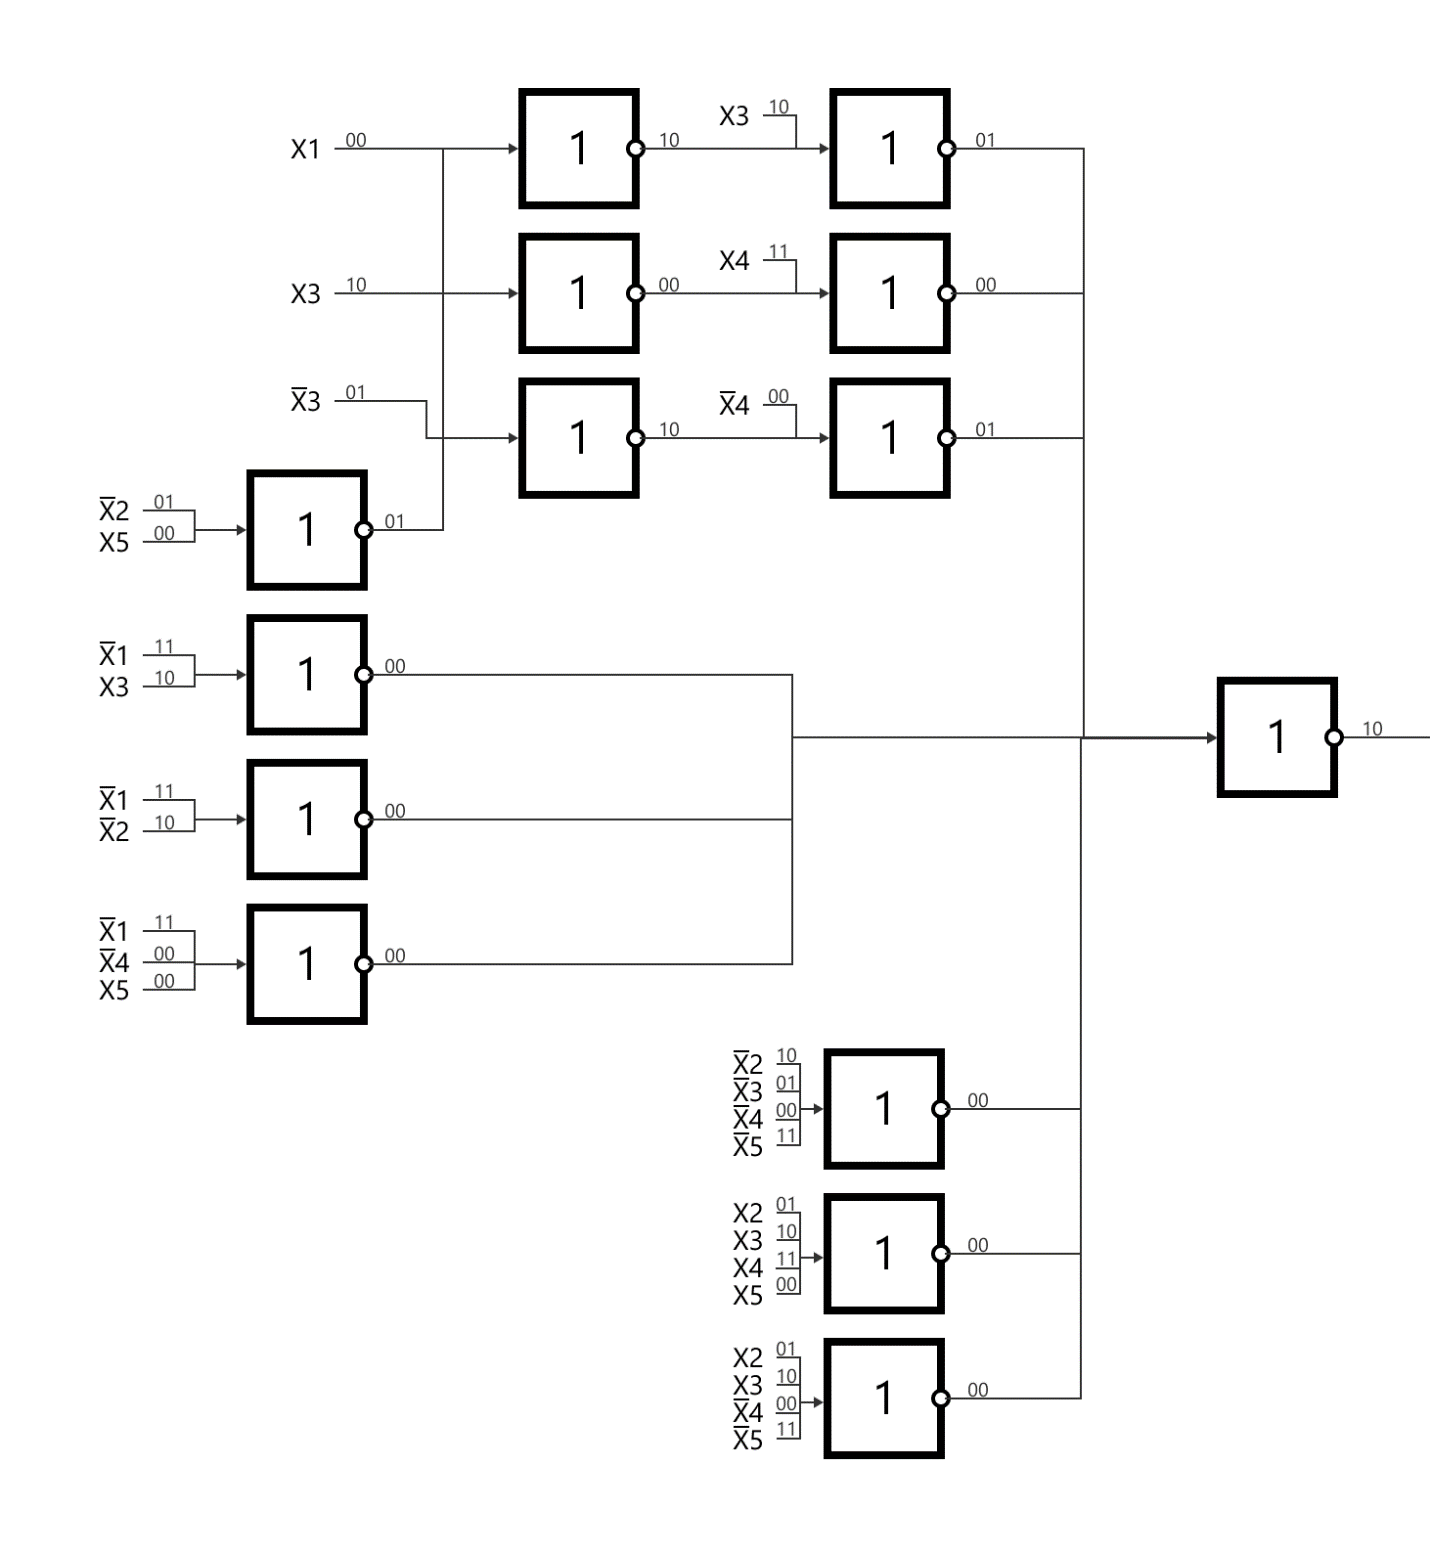 X1 00 1 10 X3 10 1 01
X3 10 1 00 X4 11 1 00
X̅3 01 1 10 X̅4 00 1 01
X̅2 01
X5 00
1 01
X̅1 11
X3 10
1 00
1 10
X̅1 11
X̅2 10
1 00
X̅1 11
X̅4 00
X5 00
1 00
X̅2 10
X̅3 01
X̅4 00
X̅5 11
1 00
X2 01
X3 10
X4 11
X5 00
1 00
X2 01
X3 10
X̅4 00
X̅5 11
1 00